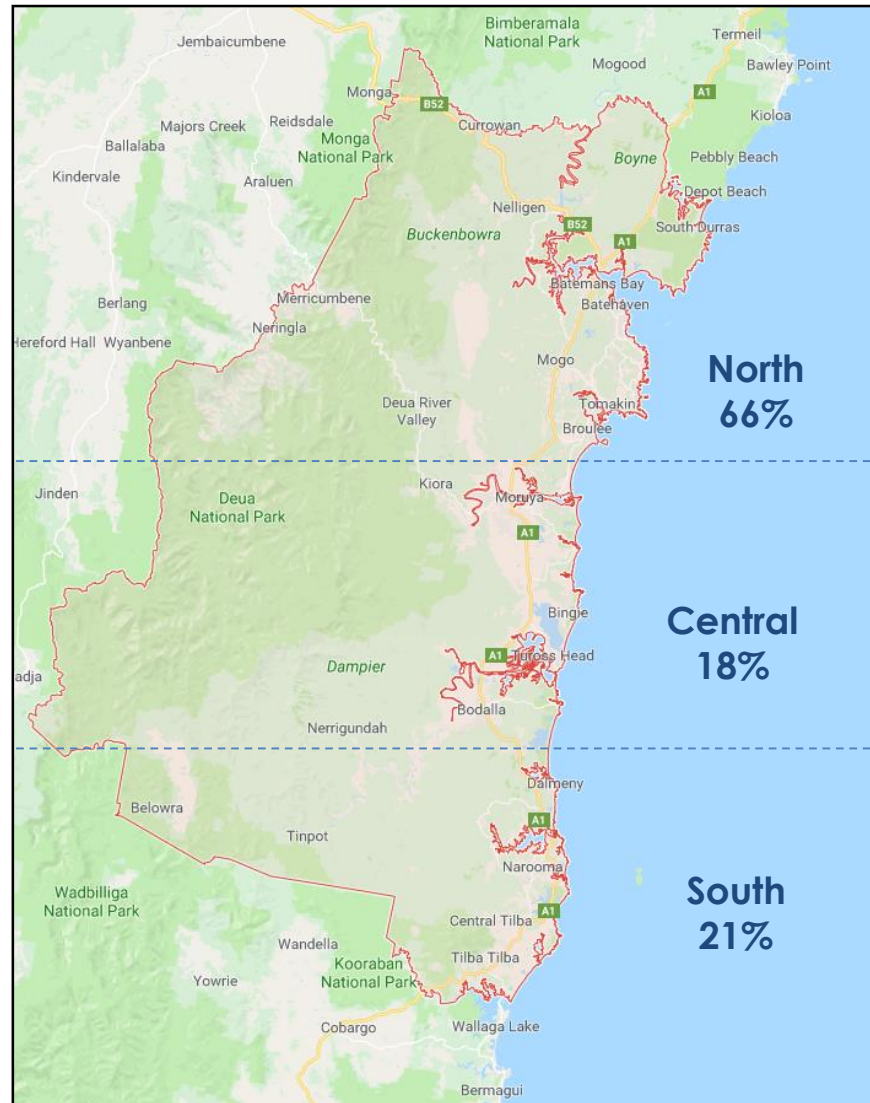 Bimberamala
National Park
Termeil
Jembaicumbene
Mogood
Bawley Point
Monga
A1
B52
Kioloa
Currowan
Majors Creek
Reidsdale
Monga
National Park
Ballalaba
Boyne
Pebbly Beach
Kindervale
Araluen
Depot Beach
Nelligen
B52
South Durras
Buckenbowra
A1
Batemans Bay
Merricumbene
Batehaven
Berlang
Neringla
Hereford Hall
Wyanbene
Mogo
North
66%
Deua River
Valley
Tomakin
Broulee
Jinden
Kiora
Moruya
Deua
National Park
A1
Bingie
Central
18%
A1
Tuross Head
adja
Dampier
Bodalla
Nerrigundah
Dalmeny
Belowra
A1
Tinpot
Narooma
South
21%
Wadbilliga
National Park
Central Tilba
A1
Wandella
Tilba Tilba
Kooraban
National Park
Yowrie
Cobargo
Wallaga Lake
Bermagui